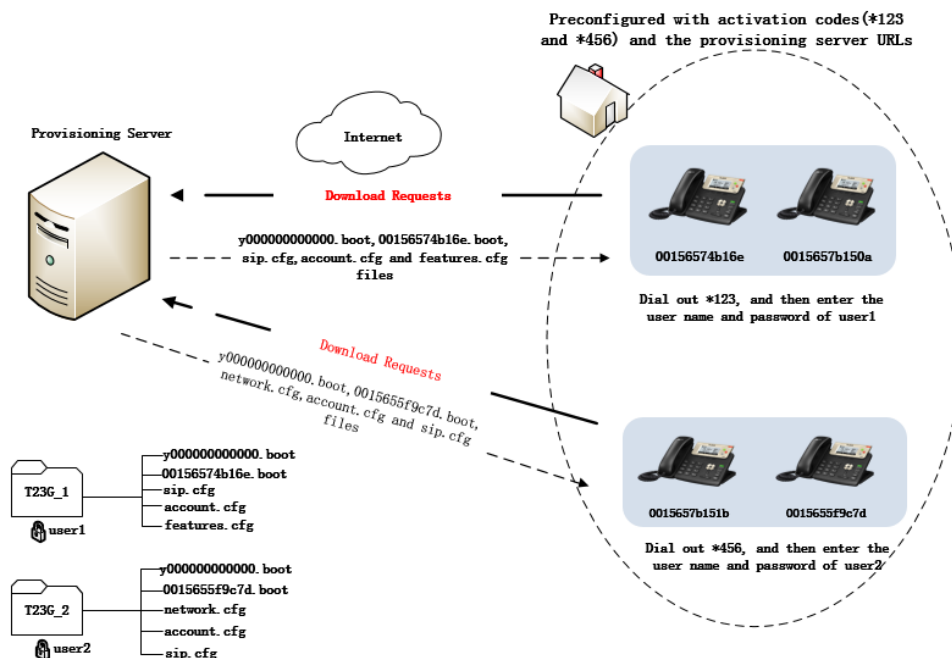 Preconfigured with activation codes(*123
and *456) and the provisioning server URLs
Provisioning Server
Internet
Download Requests
y000000000000.boot,00156574b16e.boot,
sip.cfg,account.cfg and features.cfg
files
00156574b16e
0015657b150a
Dial out *123, and then enter the
user name and password of user1
Download Requests
y000000000000.boot,0015655f9c7d.boot,
network.cfg,account.cfg and sip.cfg
files
0015657b151b
0015655f9c7d
Dial out *456, and then enter the
user name and password of user2
T23G_1
user1
y000000000000.boot
00156574b16e.boot
sip.cfg
account.cfg
features.cfg
T23G_2
user2
y000000000000.boot
0015655f9c7d.boot
network.cfg
account.cfg
sip.cfg